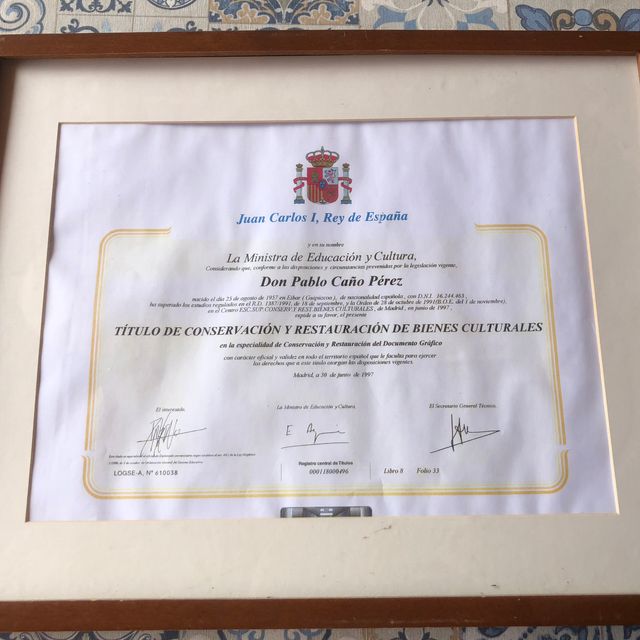 Juan Carlos I, Rey de España
y en su nombre
La Ministra de Educación y Cultura,
Considerando que, conforme a las disposiciones y circunstancias prevenidas por la legislación vigente,
Don Pablo Caño Pérez
nacido el día 25 de agosto de 1957 en Eibar ( Guipúzcoa ), de nacionalidad española , con D.N.I. 16.244.463 ,
ha superado los estudios regulados en el R.D. 1387/1991, de 18 de septiembre, y la Orden de 28 de octubre de 1991(B.O.E. del 1 de noviembre),
en el Centro ESC.SUP. CONSERV.Y REST.BIENES CULTURALES , de Madrid, en junio de 1997 ,
expide a su favor, el presente
TÍTULO DE CONSERVACIÓN Y RESTAURACIÓN DE BIENES CULTURALES
en la especialidad de Conservación y Restauración del Documento Gráfico
con carácter oficial y validez en todo el territorio español que le faculta para ejercer
los derechos que a este título otorgan las disposiciones vigentes.
Madrid, a 30 de junio de 1997
El interesado, La Ministra de Educación y Cultura, El Secretario General Técnico,
LOGSE-A, Nº 610038
Registro central de Títulos
000118000496
Libro 8 Folio 33